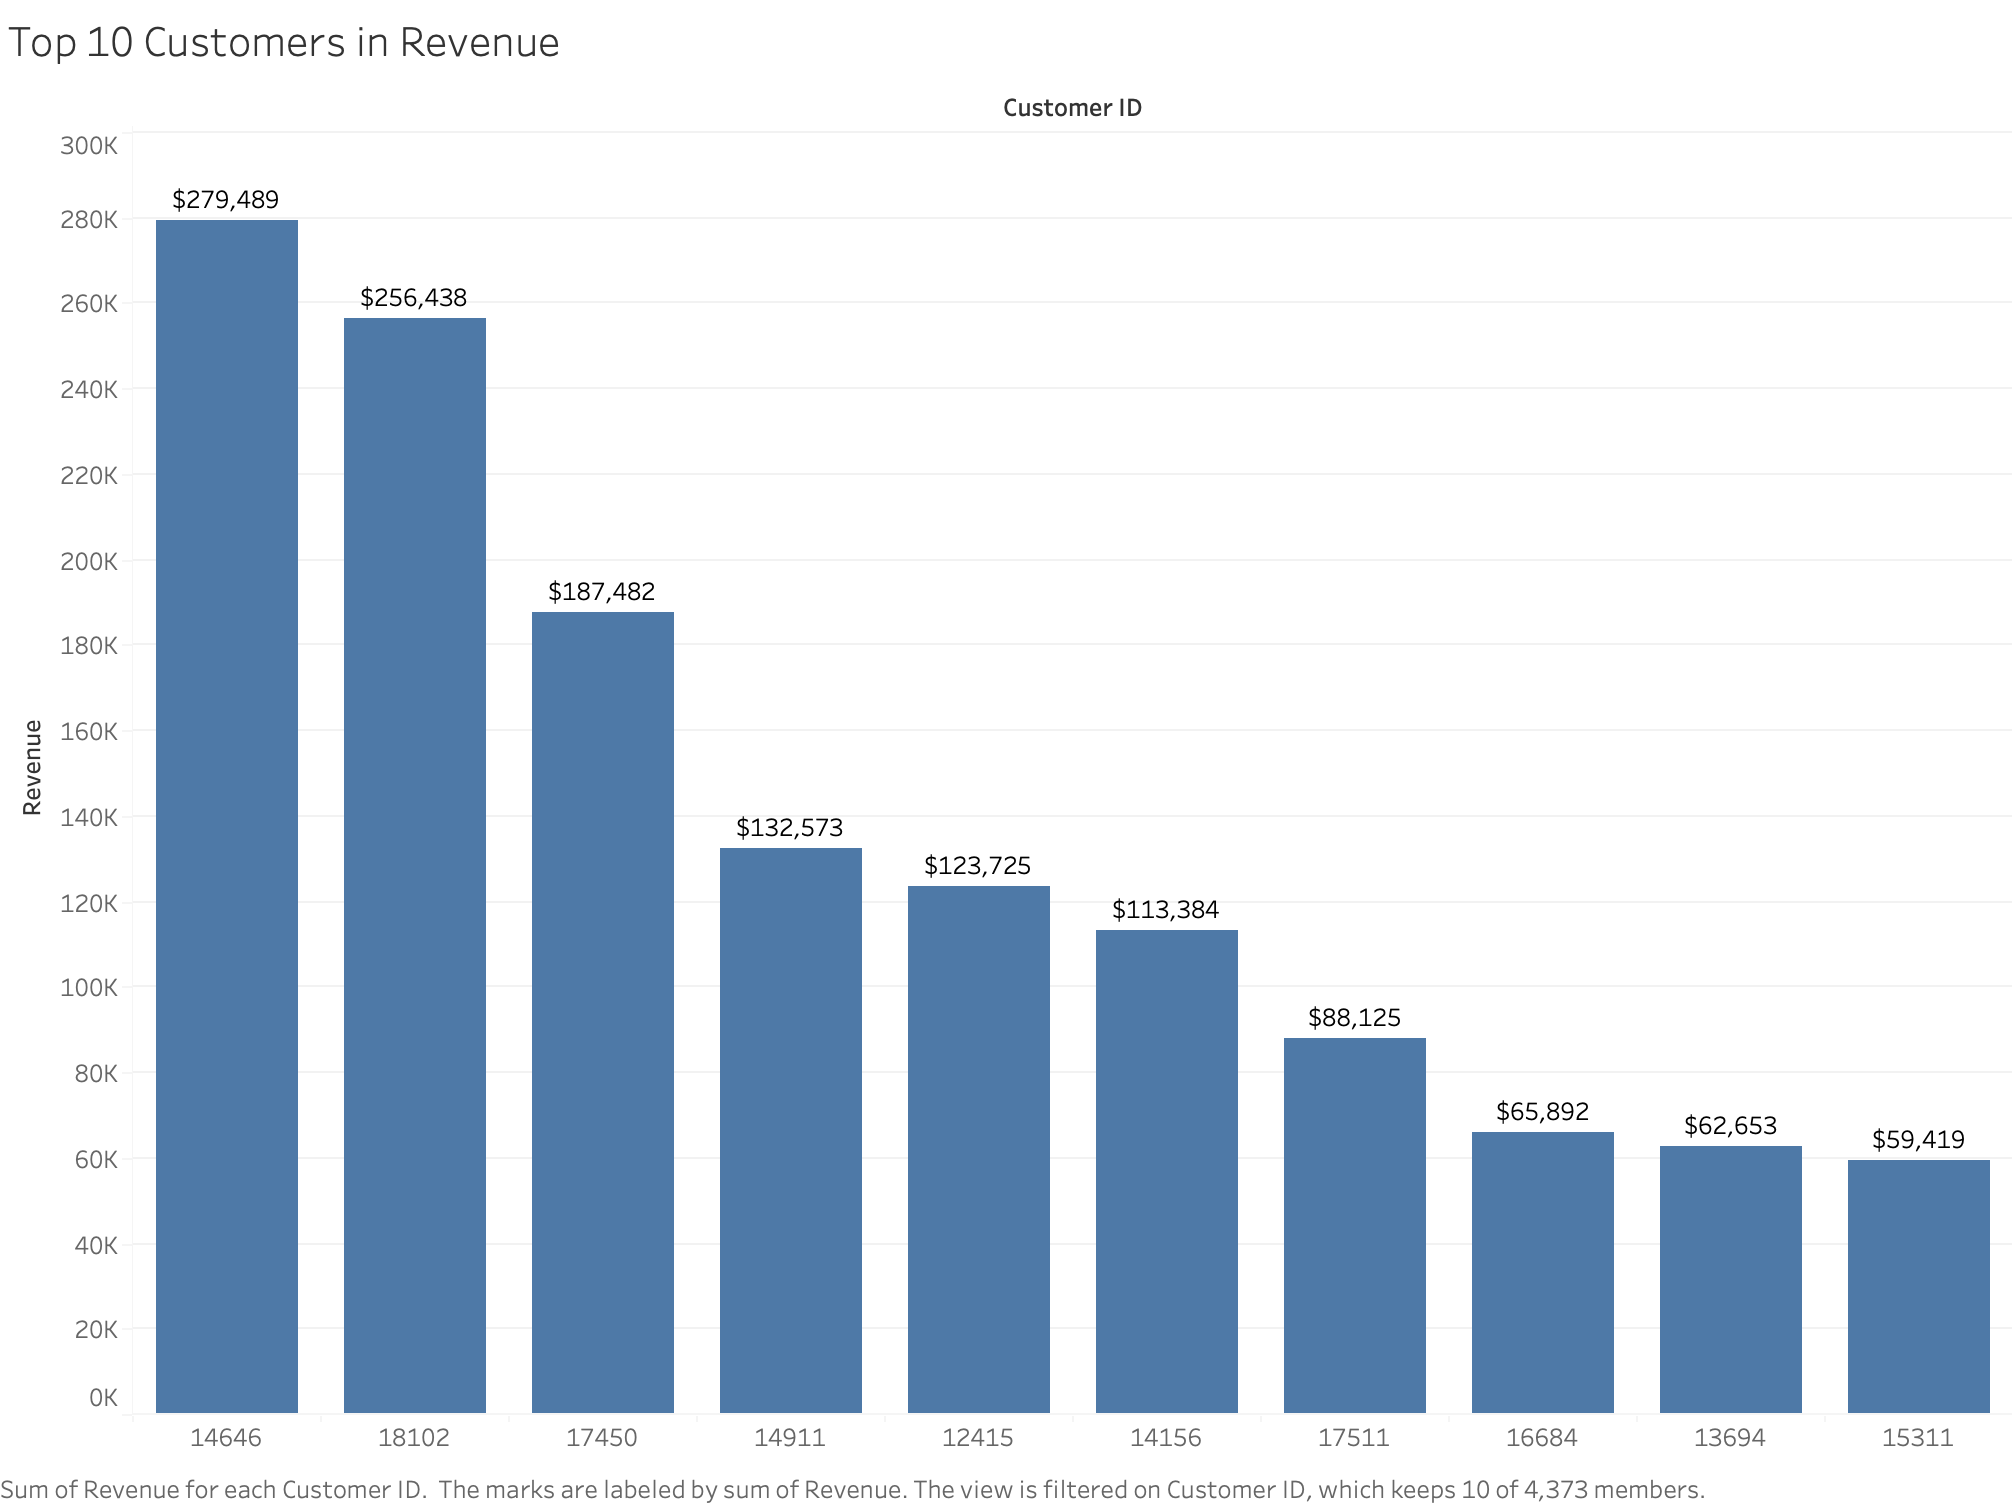 Top 10 Customers in Revenue
Customer ID
300K
280K
260K
240K
220K
200K
180K
160K
140K
120K
100K
80K
60K
40K
20K
0K
Revenue
$279,489
$256,438
$187,482
$132,573
$123,725
$113,384
$88,125
$65,892
$62,653
$59,419
14646 18102 17450 14911 12415 14156 17511 16684 13694 15311
Sum of Revenue for each Customer ID.  The marks are labeled by sum of Revenue. The view is filtered on Customer ID, which keeps 10 of 4,373 members.